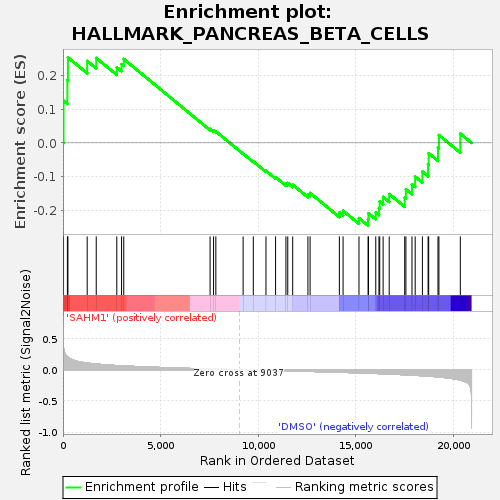 Enrichment plot:
HALLMARK_PANCREAS_BETA_CELLS
Enrichment score (ES)
0.2
0.1
0.0
-0.1
-0.2
'SAHM1' (positively correlated)
Ranked list metric (Signal2Noise)
0.5
0.0
-0.5
-1.0
Zero cross at 9037
'DMSO' (negatively correlated)
0
5,000
10,000
15,000
20,000
Rank in Ordered Dataset
Enrichment profile
Hits
Ranking metric scores